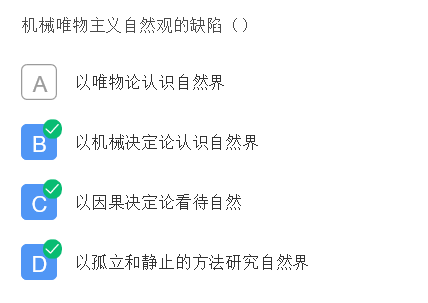 机械唯物主义自然观的缺陷（）
A 以唯物论认识自然界
B 以机械决定论认识自然界
C 以因果决定论看待自然
D 以孤立和静止的方法研究自然界